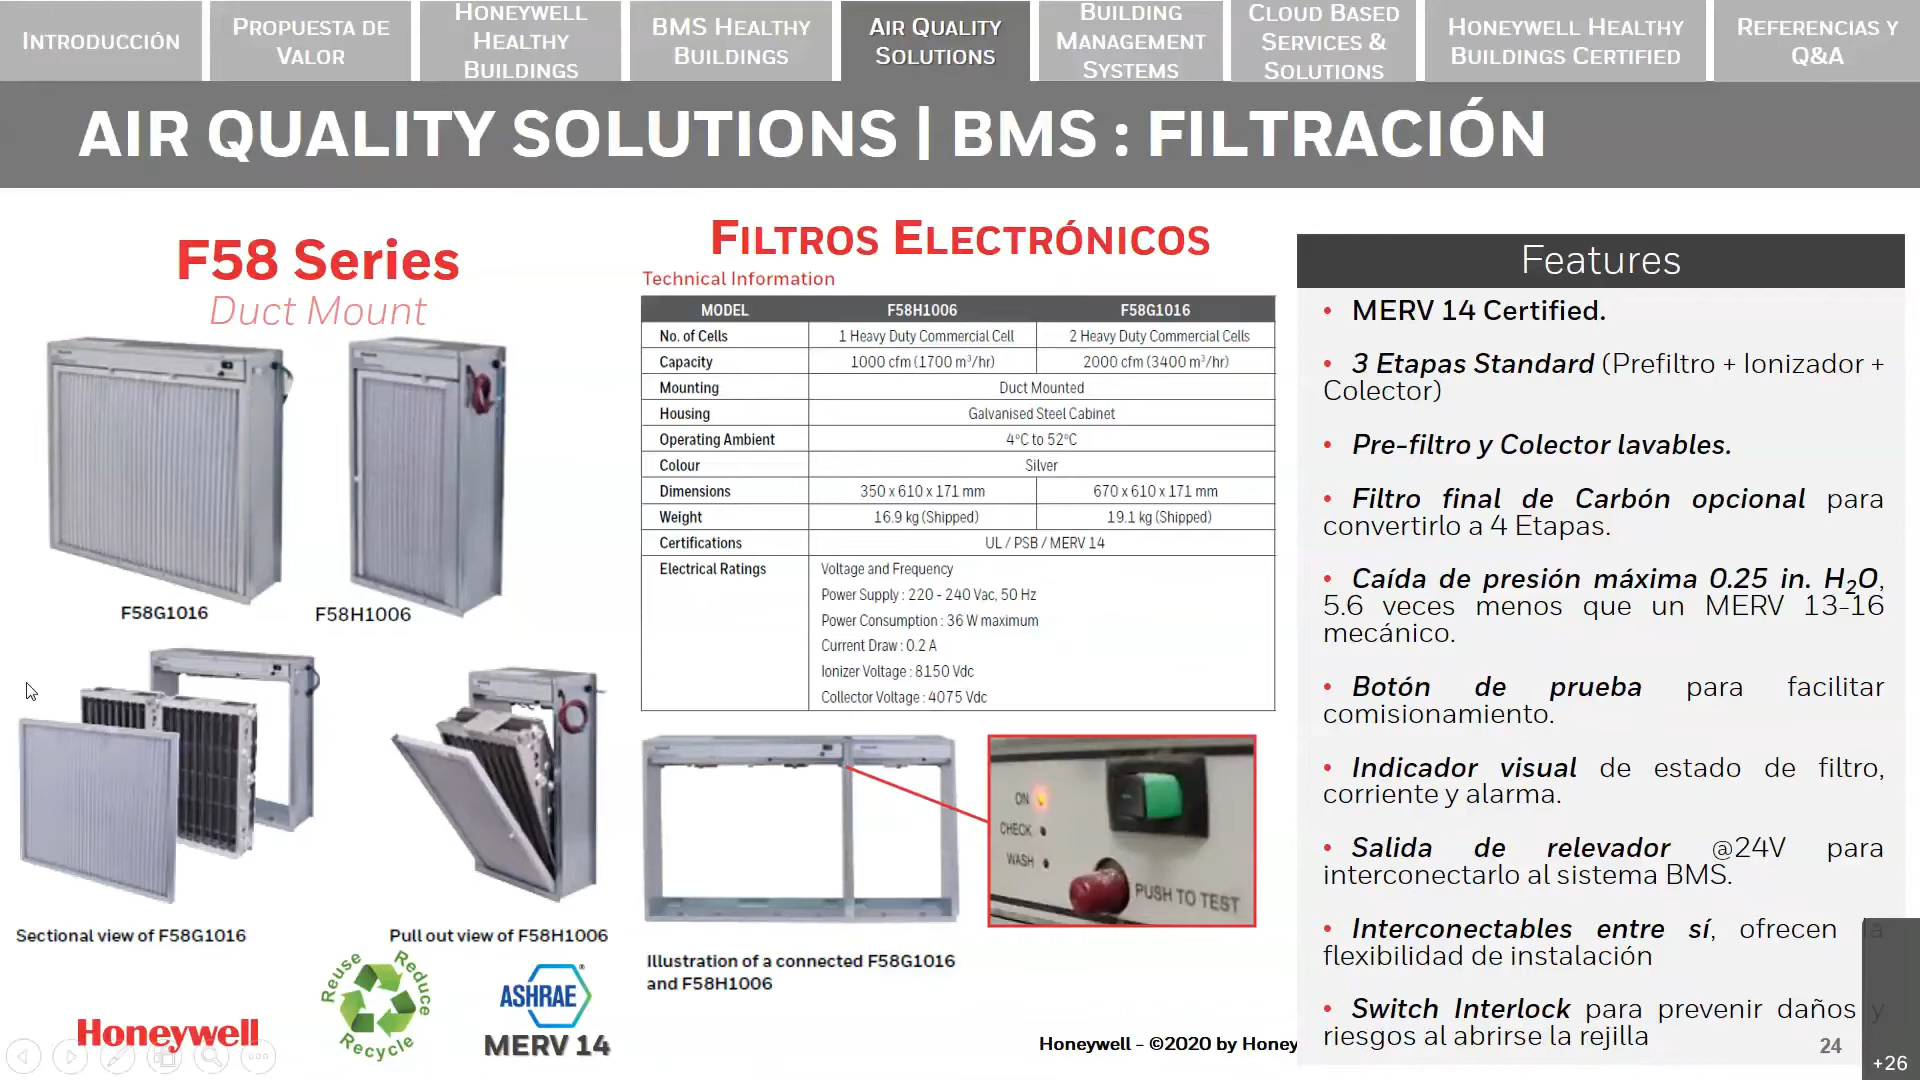 INTRODUCCIÓN
PROPUESTA DE
VALOR
HONEYWELL
HEALTHY
BUILDINGS
BMS HEALTHY
BUILDINGS
AIR QUALITY
SOLUTIONS
BUILDING
MANAGEMENT
SYSTEMS
CLOUD BASED
SERVICES &
SOLUTIONS
HONEYWELL HEALTHY
BUILDINGS CERTIFIED
REFERENCIAS Y
Q&A
AIR QUALITY SOLUTIONS | BMS : FILTRACIÓN
F58 Series
Duct Mount
F58G1016
F58H1006
Sectional view of F58G1016
Pull out view of F58H1006
Reuse Reduce Recycle
ASHRAE
MERV 14
Honeywell
FILTROS ELECTRÓNICOS
Technical Information
MODEL F58H1006 F58G1016
No. of Cells 1 Heavy Duty Commercial Cell 2 Heavy Duty Commercial Cells
Capacity 1000 cfm (1700 m³/hr) 2000 cfm (3400 m³/hr)
Mounting Duct Mounted
Housing Galvanised Steel Cabinet
Operating Ambient 4°C to 52°C
Colour Silver
Dimensions 350 x 610 x 171 mm 670 x 610 x 171 mm
Weight 16.9 kg (Shipped) 19.1 kg (Shipped)
Certifications UL / PSB / MERV 14
Electrical Ratings Voltage and Frequency
Power Supply : 220 - 240 Vac, 50 Hz
Power Consumption : 36 W maximum
Current Draw : 0.2 A
Ionizer Voltage : 8150 Vdc
Collector Voltage : 4075 Vdc
ON
CHECK
WASH
PUSH TO TEST
Illustration of a connected F58G1016
and F58H1006
Honeywell - ©2020 by Honey
Features
• MERV 14 Certified.
• 3 Etapas Standard (Prefiltro + Ionizador +
Colector)
• Pre-filtro y Colector lavables.
• Filtro final de Carbón opcional para
convertirlo a 4 Etapas.
• Caída de presión máxima 0.25 in. H₂O,
5.6 veces menos que un MERV 13-16
mecánico.
• Botón de prueba para facilitar
comisionamiento.
• Indicador visual de estado de filtro,
corriente y alarma.
• Salida de relevador @24V para
interconectarlo al sistema BMS.
• Interconectables entre sí, ofrecen la
flexibilidad de instalación
• Switch Interlock para prevenir daños y
riesgos al abrirse la rejilla
24
+26